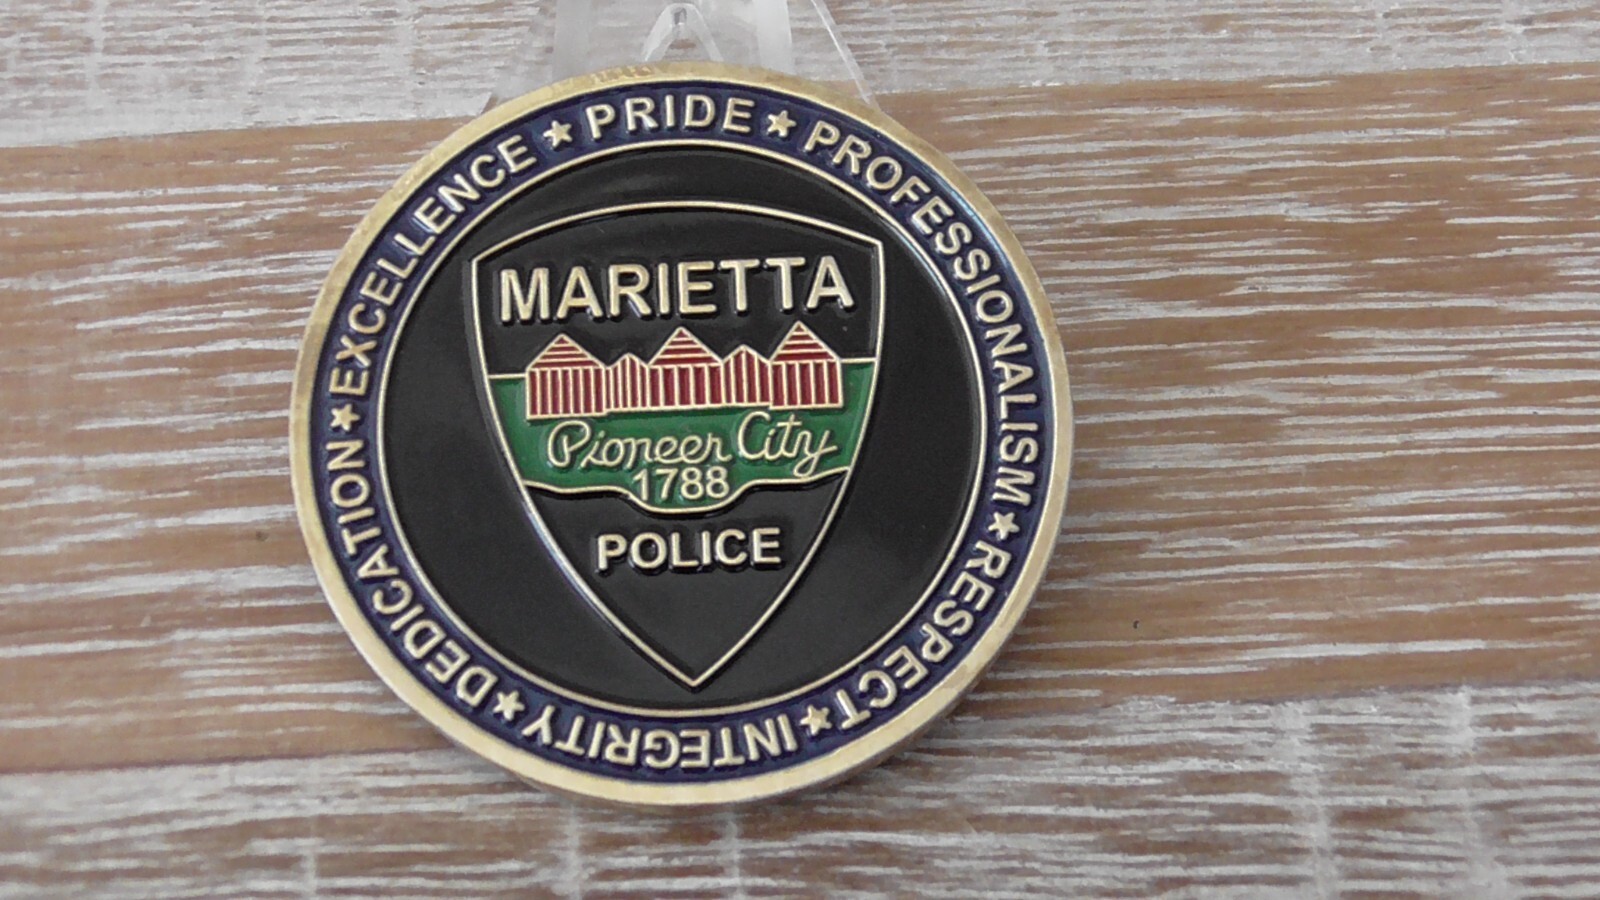 PRIDE ★ PROFESSIONALISM ★ RESPECT ★ INTEGRITY ★ DEDICATION ★ EXCELLENCE ★
MARIETTA
Pioneer City
1788
POLICE